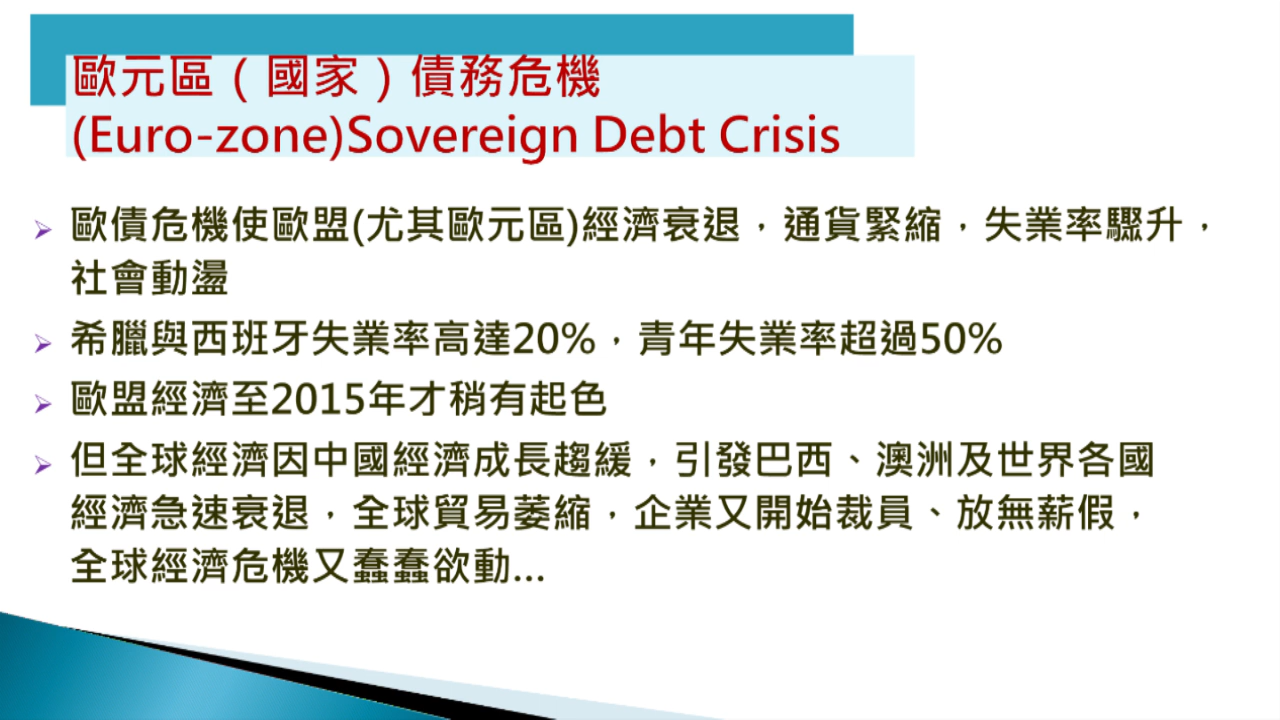 歐元區（國家）債務危機
(Euro-zone)Sovereign Debt Crisis
歐債危機使歐盟(尤其歐元區)經濟衰退，通貨緊縮，失業率驟升，
社會動盪
希臘與西班牙失業率高達20%，青年失業率超過50%
歐盟經濟至2015年才稍有起色
但全球經濟因中國經濟成長趨緩，引發巴西、澳洲及世界各國
經濟急速衰退，全球貿易萎縮，企業又開始裁員、放無薪假，
全球經濟危機又蠢蠢欲動...